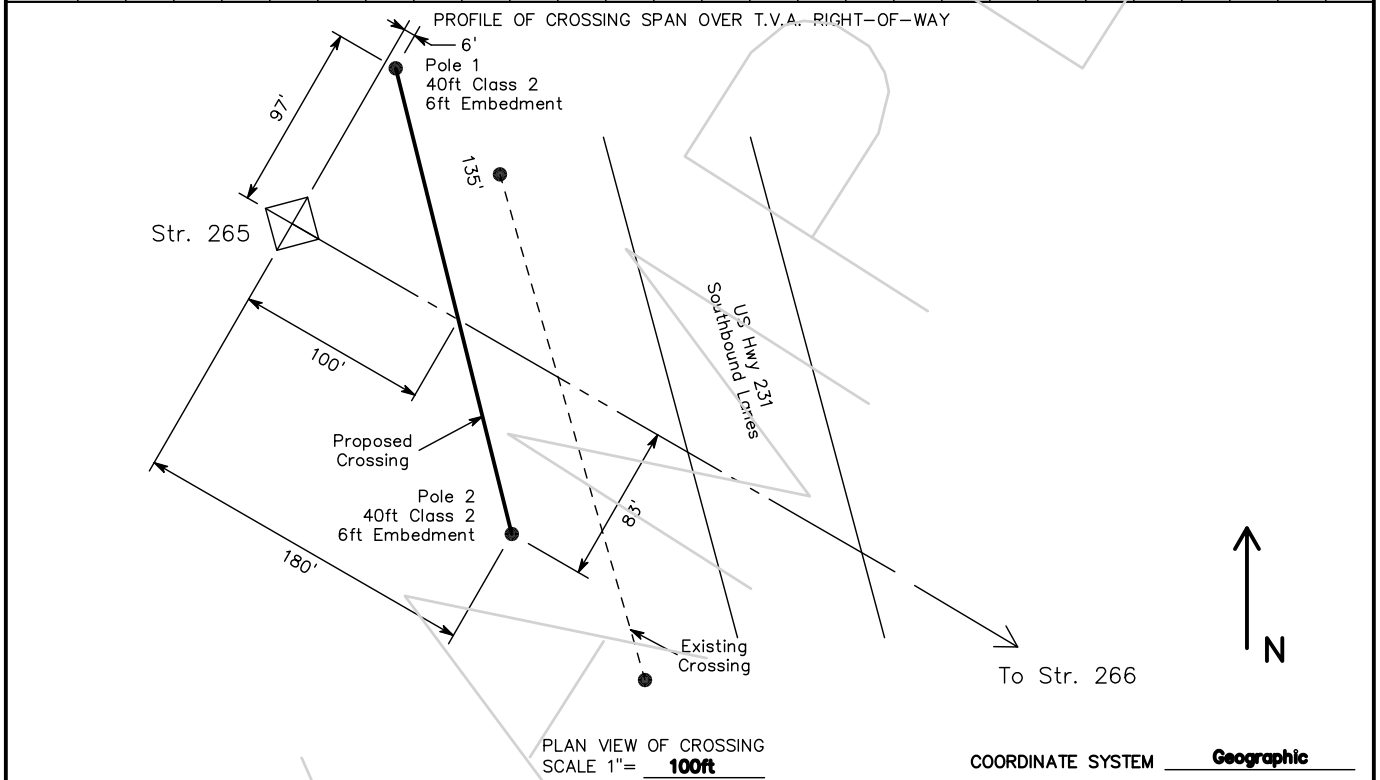 PROFILE OF CROSSING SPAN OVER T.V.A. RIGHT-OF-WAY
6'
Pole 1
40ft Class 2
6ft Embedment
97'
135'
Str. 265
US Hwy 231
Southbound Lanes
100'
Proposed
Crossing
Pole 2
40ft Class 2
6ft Embedment
83'
180'
Existing
Crossing
To Str. 266
N
PLAN VIEW OF CROSSING
SCALE 1"= 100ft
COORDINATE SYSTEM Geographic